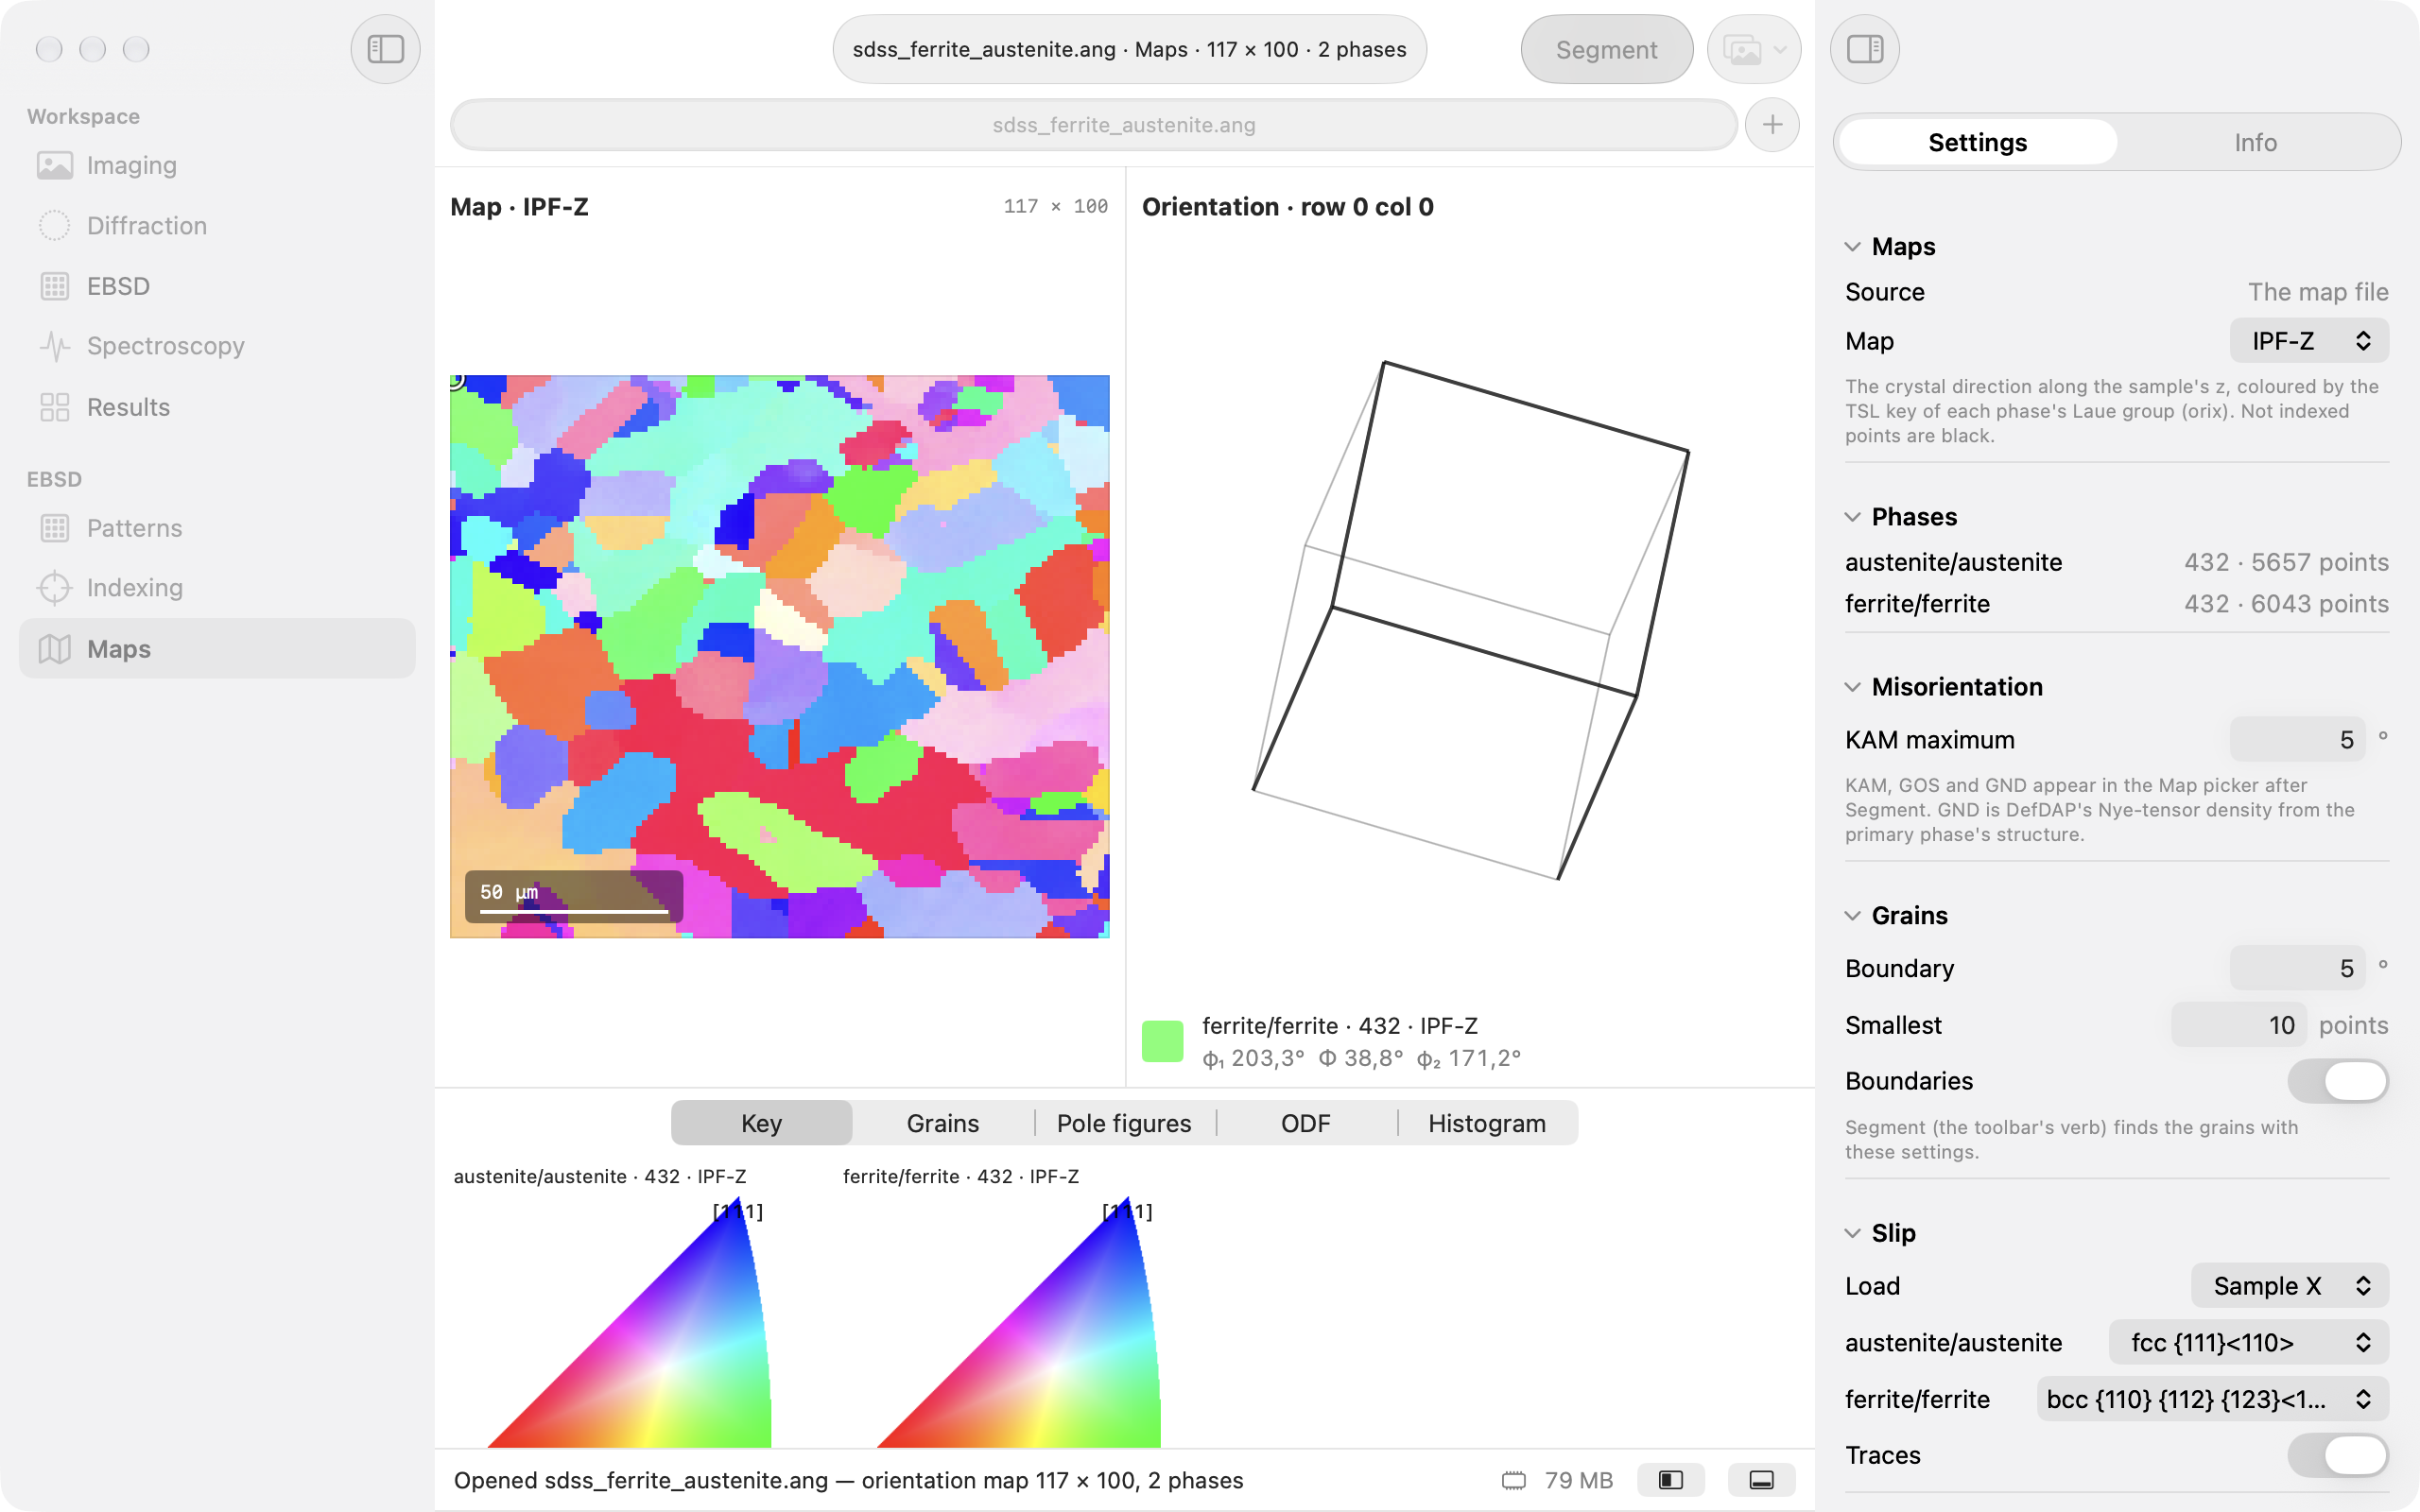 sdss_ferrite_austenite.ang · Maps · 117 × 100 · 2 phases
Segment
Workspace
Imaging
Diffraction
EBSD
Spectroscopy
Results
EBSD
Patterns
Indexing
Maps
sdss_ferrite_austenite.ang
Map · IPF-Z
117 × 100
50 µm
Orientation · row 0 col 0
ferrite/ferrite · 432 · IPF-Z
φ₁ 203,3° Φ 38,8° φ₂ 171,2°
Key
Grains
Pole figures
ODF
Histogram
austenite/austenite · 432 · IPF-Z
[111]
ferrite/ferrite · 432 · IPF-Z
[111]
Opened sdss_ferrite_austenite.ang — orientation map 117 × 100, 2 phases
79 MB
Settings
Info
Maps
Source The map file
Map IPF-Z
The crystal direction along the sample's z, coloured by the
TSL key of each phase's Laue group (orix). Not indexed
points are black.
Phases
austenite/austenite 432 · 5657 points
ferrite/ferrite 432 · 6043 points
Misorientation
KAM maximum 5 °
KAM, GOS and GND appear in the Map picker after
Segment. GND is DefDAP's Nye-tensor density from the
primary phase's structure.
Grains
Boundary 5 °
Smallest 10 points
Boundaries
Segment (the toolbar's verb) finds the grains with
these settings.
Slip
Load Sample X
austenite/austenite fcc {111}<110>
ferrite/ferrite bcc {110} {112} {123}<1...
Traces